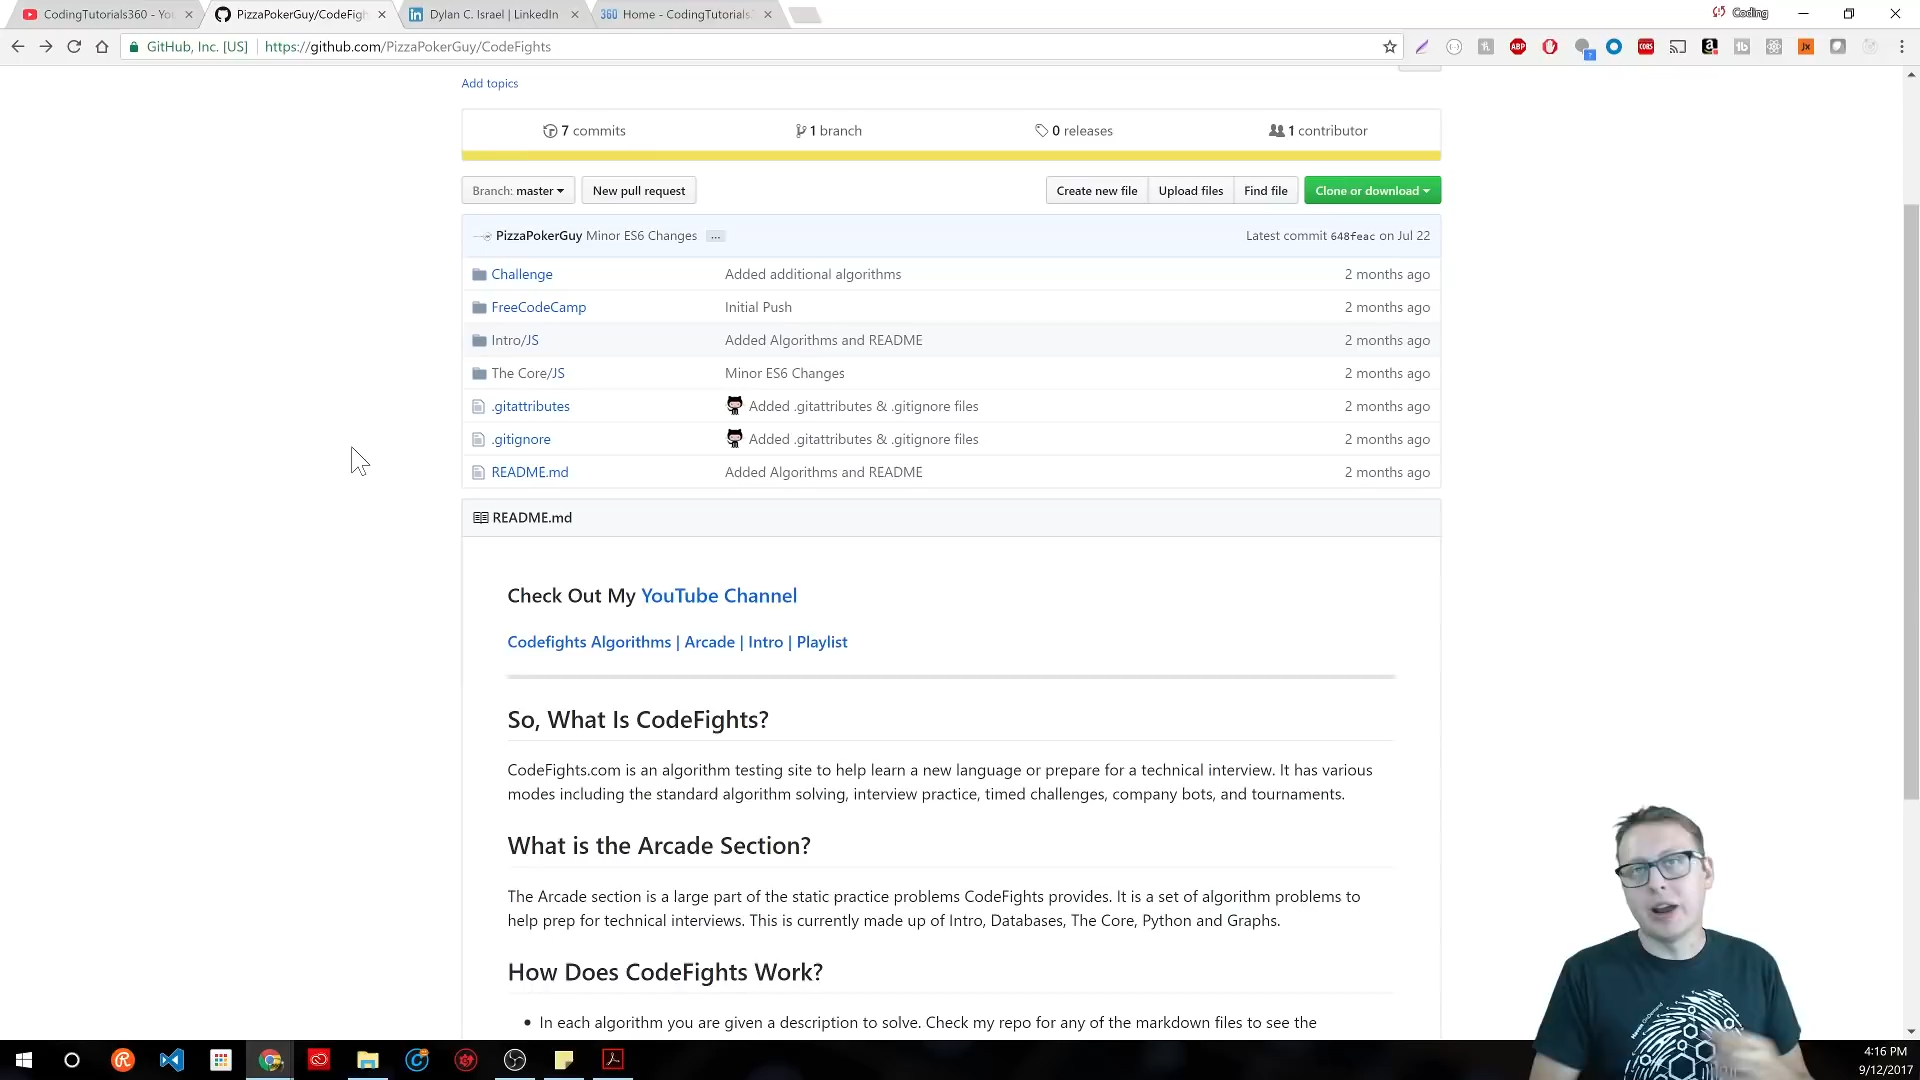 CodingTutorials360 - You
PizzaPokerGuy/CodeFigh
Dylan C. Israel | LinkedIn
360 Home - CodingTutorials
Coding
GitHub, Inc. [US]
https://github.com/PizzaPokerGuy/CodeFights
Add topics
7 commits
1 branch
0 releases
1 contributor
Branch: master
New pull request
Create new file
Upload files
Find file
Clone or download
PizzaPokerGuy Minor ES6 Changes ...
Latest commit 648feac on Jul 22
Challenge Added additional algorithms 2 months ago
FreeCodeCamp Initial Push 2 months ago
Intro/JS Added Algorithms and README 2 months ago
The Core/JS Minor ES6 Changes 2 months ago
.gitattributes Added .gitattributes & .gitignore files 2 months ago
.gitignore Added .gitattributes & .gitignore files 2 months ago
README.md Added Algorithms and README 2 months ago
README.md
Check Out My YouTube Channel
Codefights Algorithms | Arcade | Intro | Playlist
So, What Is CodeFights?
CodeFights.com is an algorithm testing site to help learn a new language or prepare for a technical interview. It has various
modes including the standard algorithm solving, interview practice, timed challenges, company bots, and tournaments.
What is the Arcade Section?
The Arcade section is a large part of the static practice problems CodeFights provides. It is a set of algorithm problems to
help prep for technical interviews. This is currently made up of Intro, Databases, The Core, Python and Graphs.
How Does CodeFights Work?
In each algorithm you are given a description to solve. Check my repo for any of the markdown files to see the
4:16 PM
9/12/2017